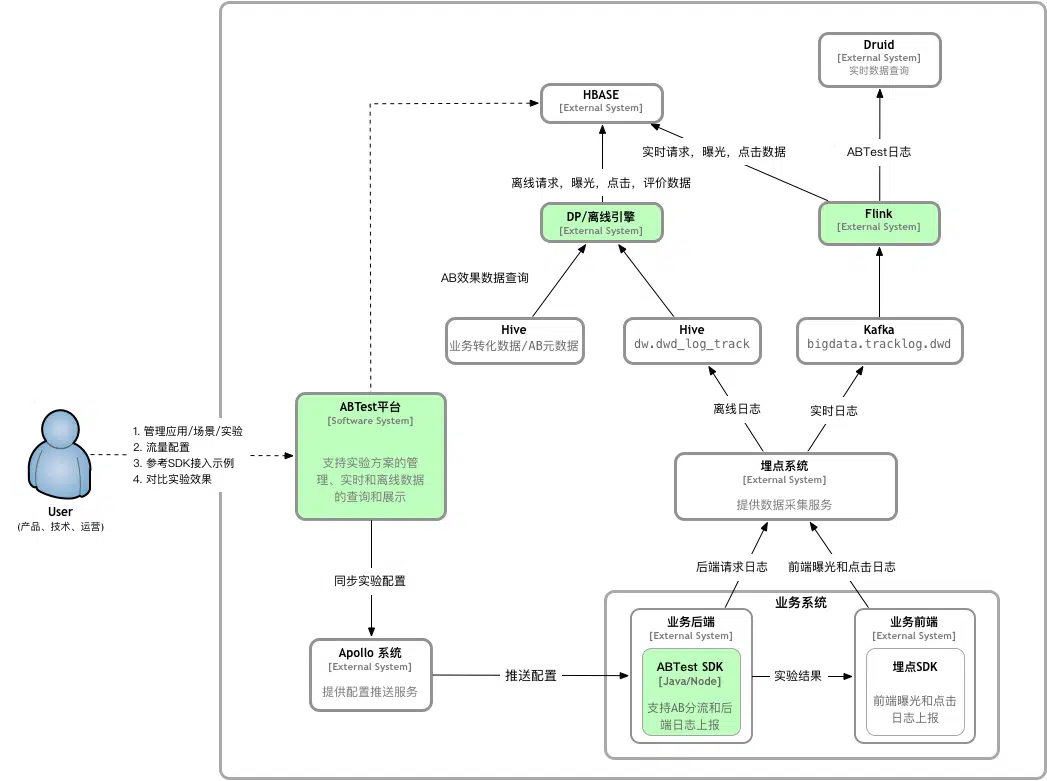 Druid
[External System]
实时数据查询
HBASE
[External System]
实时请求，曝光，点击数据
ABTest日志
离线请求，曝光，点击，评价数据
DP/离线引擎
[External System]
Flink
[External System]
AB效果数据查询
Hive
业务转化数据/AB元数据
Hive
dw.dwd_log_track
Kafka
bigdata.tracklog.dwd
离线日志
实时日志
ABTest平台
[Software System]
支持实验方案的管
理、实时和离线数据
的查询和展示
1. 管理应用/场景/实验
2. 流量配置
3. 参考SDK接入示例
4. 对比实验效果
User
(产品、技术、运营)
埋点系统
[External System]
提供数据采集服务
同步实验配置
后端请求日志
前端曝光和点击日志
业务系统
Apollo 系统
[External System]
提供配置推送服务
推送配置
业务后端
[External System]
ABTest SDK
[Java/Node]
支持AB分流和后
端日志上报
实验结果
业务前端
[External System]
埋点SDK
前端曝光和点击
日志上报